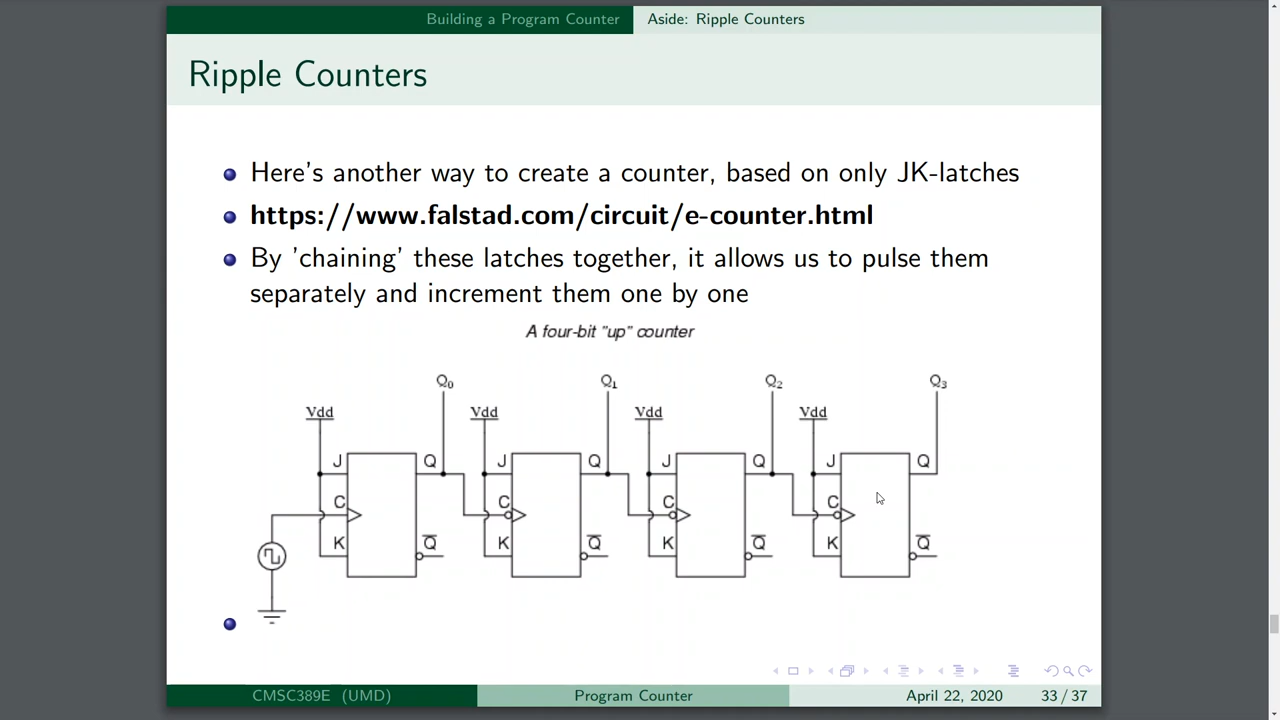 Building a Program Counter Aside: Ripple Counters
Ripple Counters
Here's another way to create a counter, based on only JK-latches
https://www.falstad.com/circuit/e-counter.html
By 'chaining' these latches together, it allows us to pulse them
separately and increment them one by one
A four-bit "up" counter
Q0 Q1 Q2 Q3
Vdd Vdd Vdd Vdd
J Q J Q J Q J Q
C C C C
K Q̅ K Q̅ K Q̅ K Q̅
CMSC389E (UMD) Program Counter April 22, 2020 33 / 37